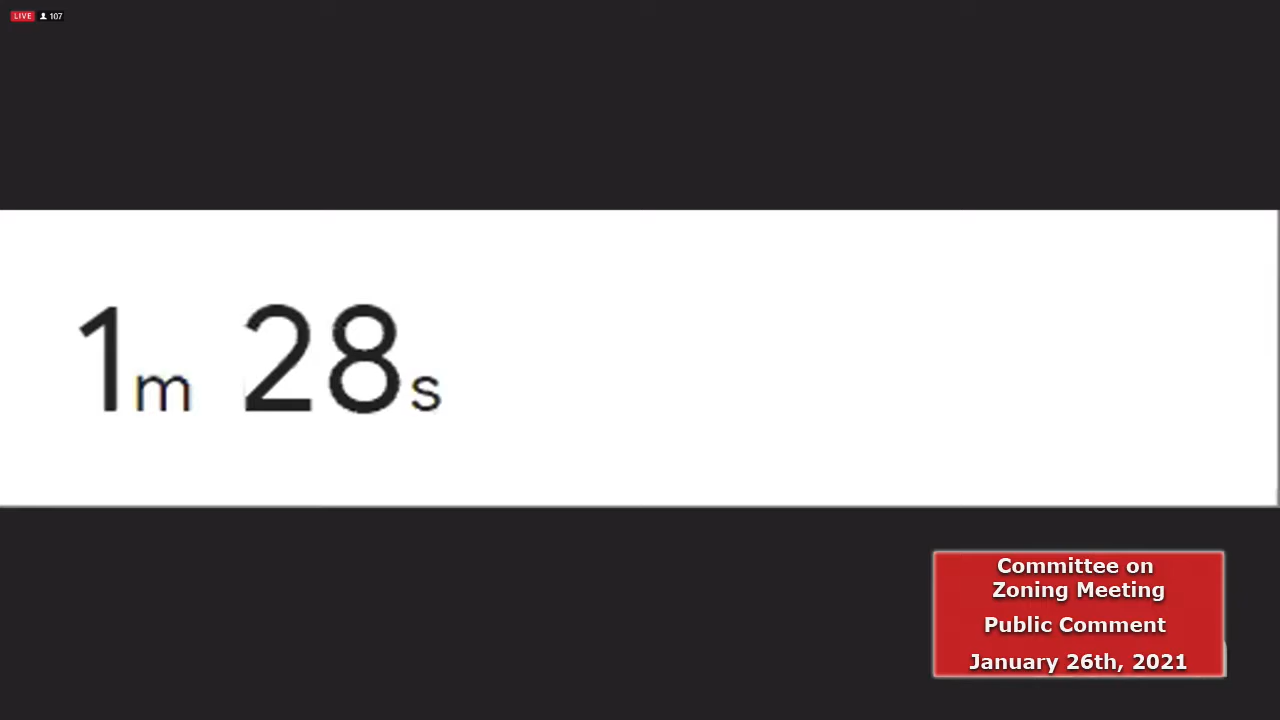 LIVE 107
1m 28s
Committee on
Zoning Meeting
Public Comment
January 26th, 2021